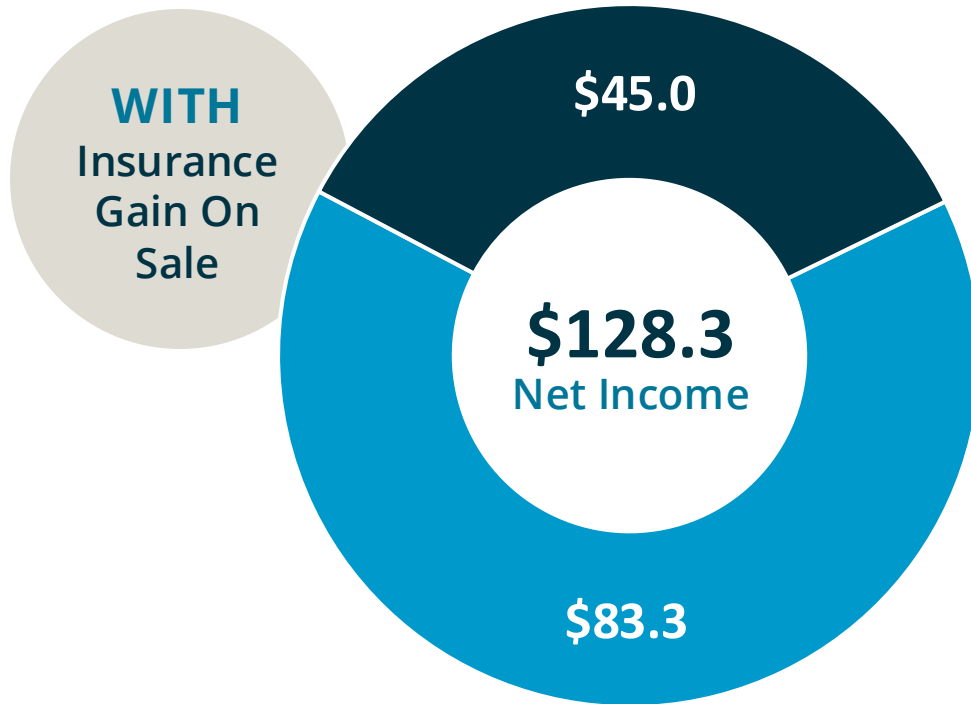 WITH
Insurance
Gain On
Sale
$45.0
$128.3
Net Income
$83.3